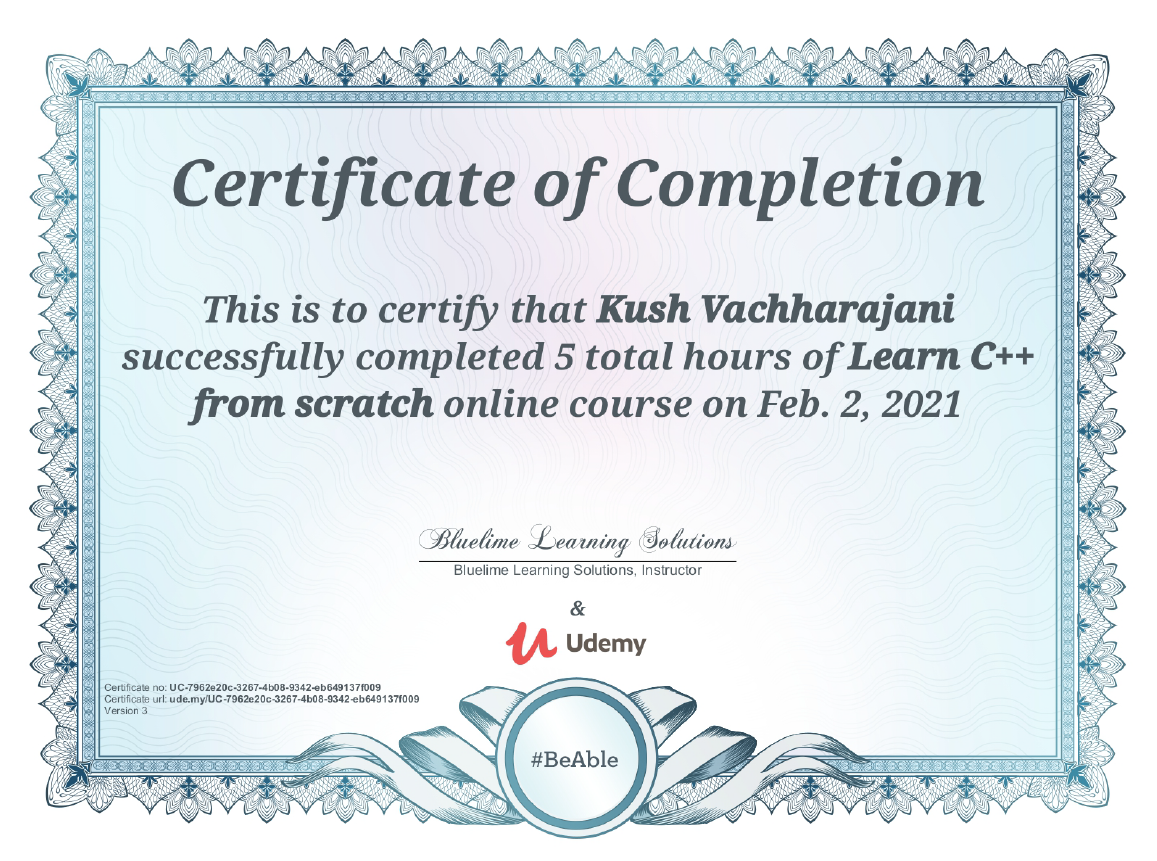 Certificate of Completion
This is to certify that Kush Vachharajani
successfully completed 5 total hours of Learn C++
from scratch online course on Feb. 2, 2021
Bluelime Learning Solutions
Bluelime Learning Solutions, Instructor
&
Udemy
Certificate no: UC-7962e20c-3267-4b08-9342-eb649137f009
Certificate url: ude.my/UC-7962e20c-3267-4b08-9342-eb649137f009
Version 3
#BeAble